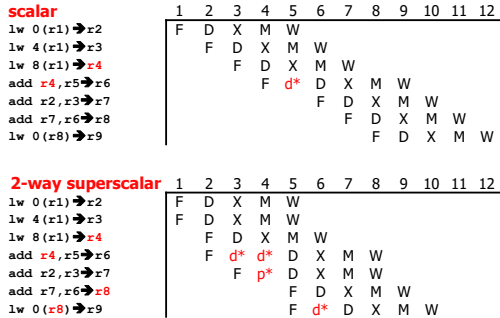 scalar 1 2 3 4 5 6 7 8 9 10 11 12
lw 0(r1)➔r2 F D X M W
lw 4(r1)➔r3 F D X M W
lw 8(r1)➔r4 F D X M W
add r4,r5➔r6 F d* D X M W
add r2,r3➔r7 F D X M W
add r7,r6➔r8 F D X M W
lw 0(r8)➔r9 F D X M W
2-way superscalar 1 2 3 4 5 6 7 8 9 10 11 12
lw 0(r1)➔r2 F D X M W
lw 4(r1)➔r3 F D X M W
lw 8(r1)➔r4 F D X M W
add r4,r5➔r6 F d* d* D X M W
add r2,r3➔r7 F p* D X M W
add r7,r6➔r8 F D X M W
lw 0(r8)➔r9 F d* D X M W